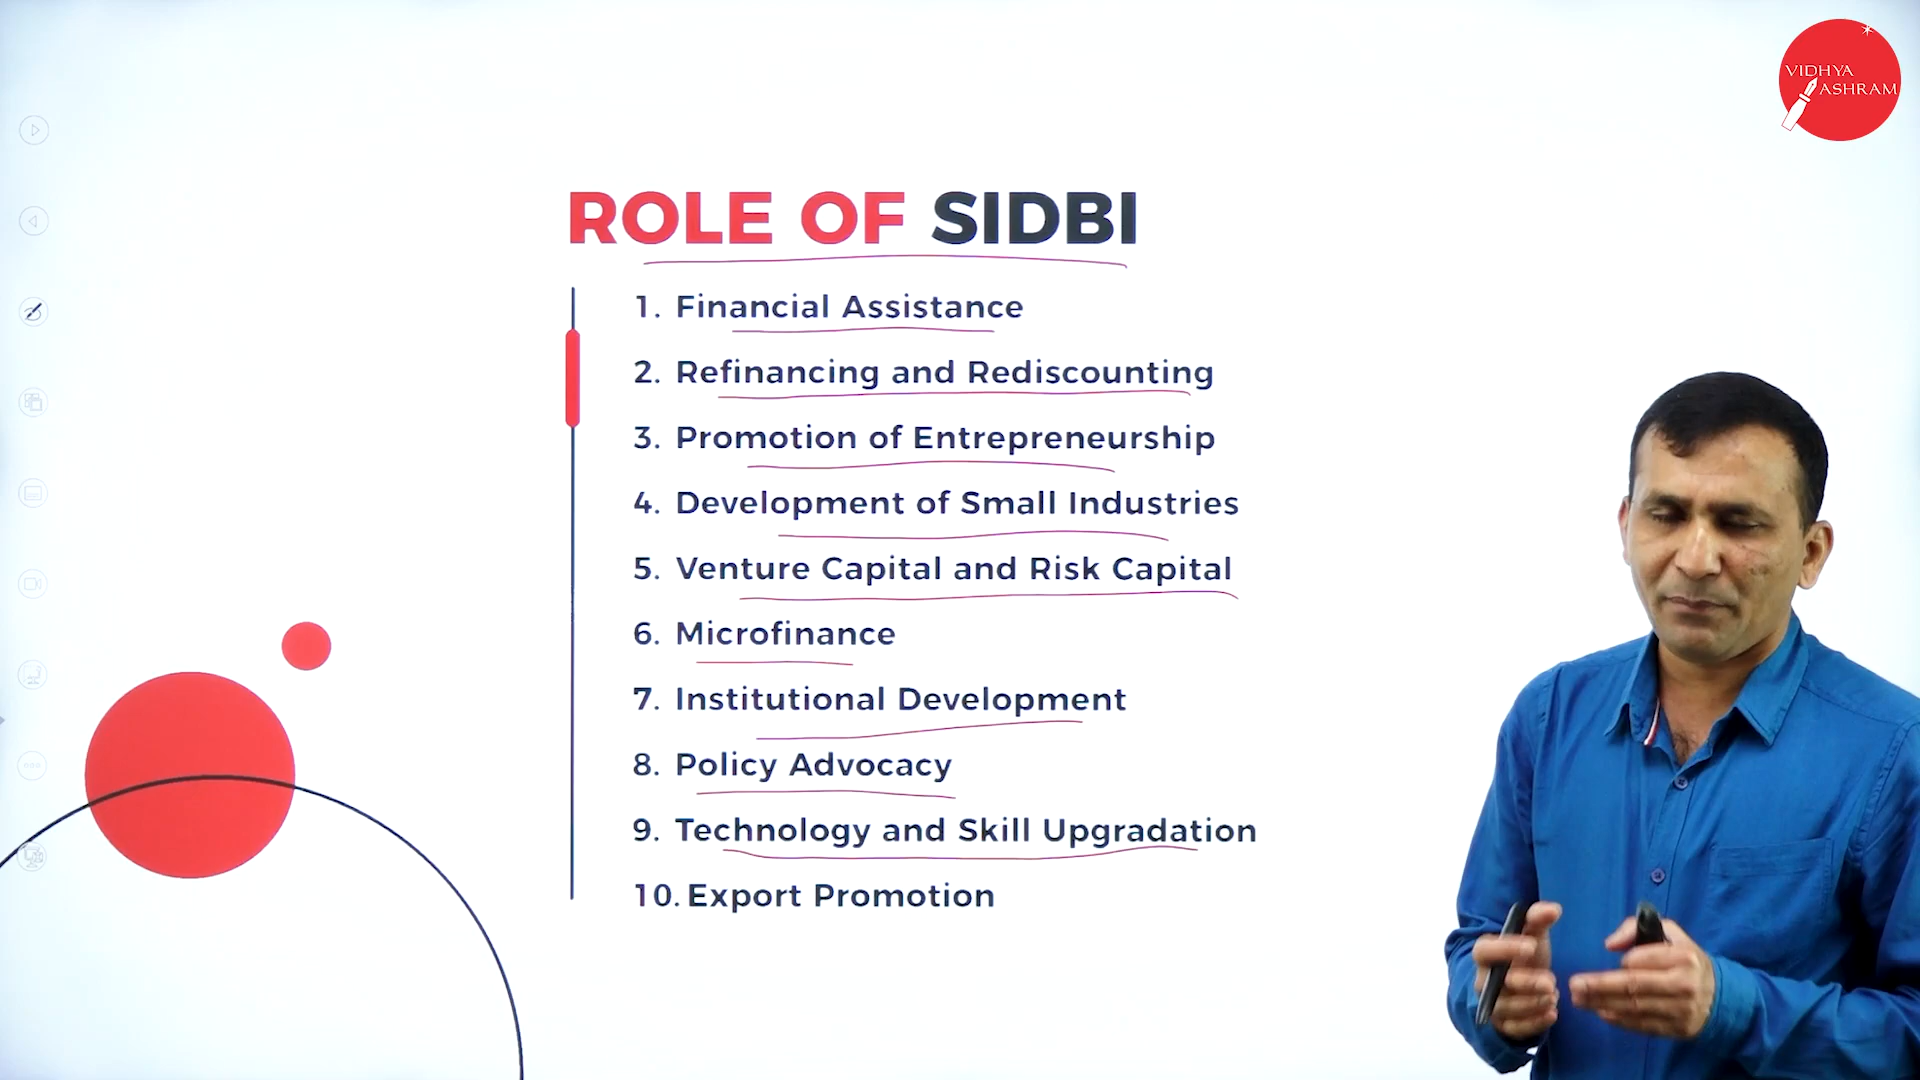 VIDHYA
ASHRAM
ROLE OF SIDBI
1. Financial Assistance
2. Refinancing and Rediscounting
3. Promotion of Entrepreneurship
4. Development of Small Industries
5. Venture Capital and Risk Capital
6. Microfinance
7. Institutional Development
8. Policy Advocacy
9. Technology and Skill Upgradation
10. Export Promotion